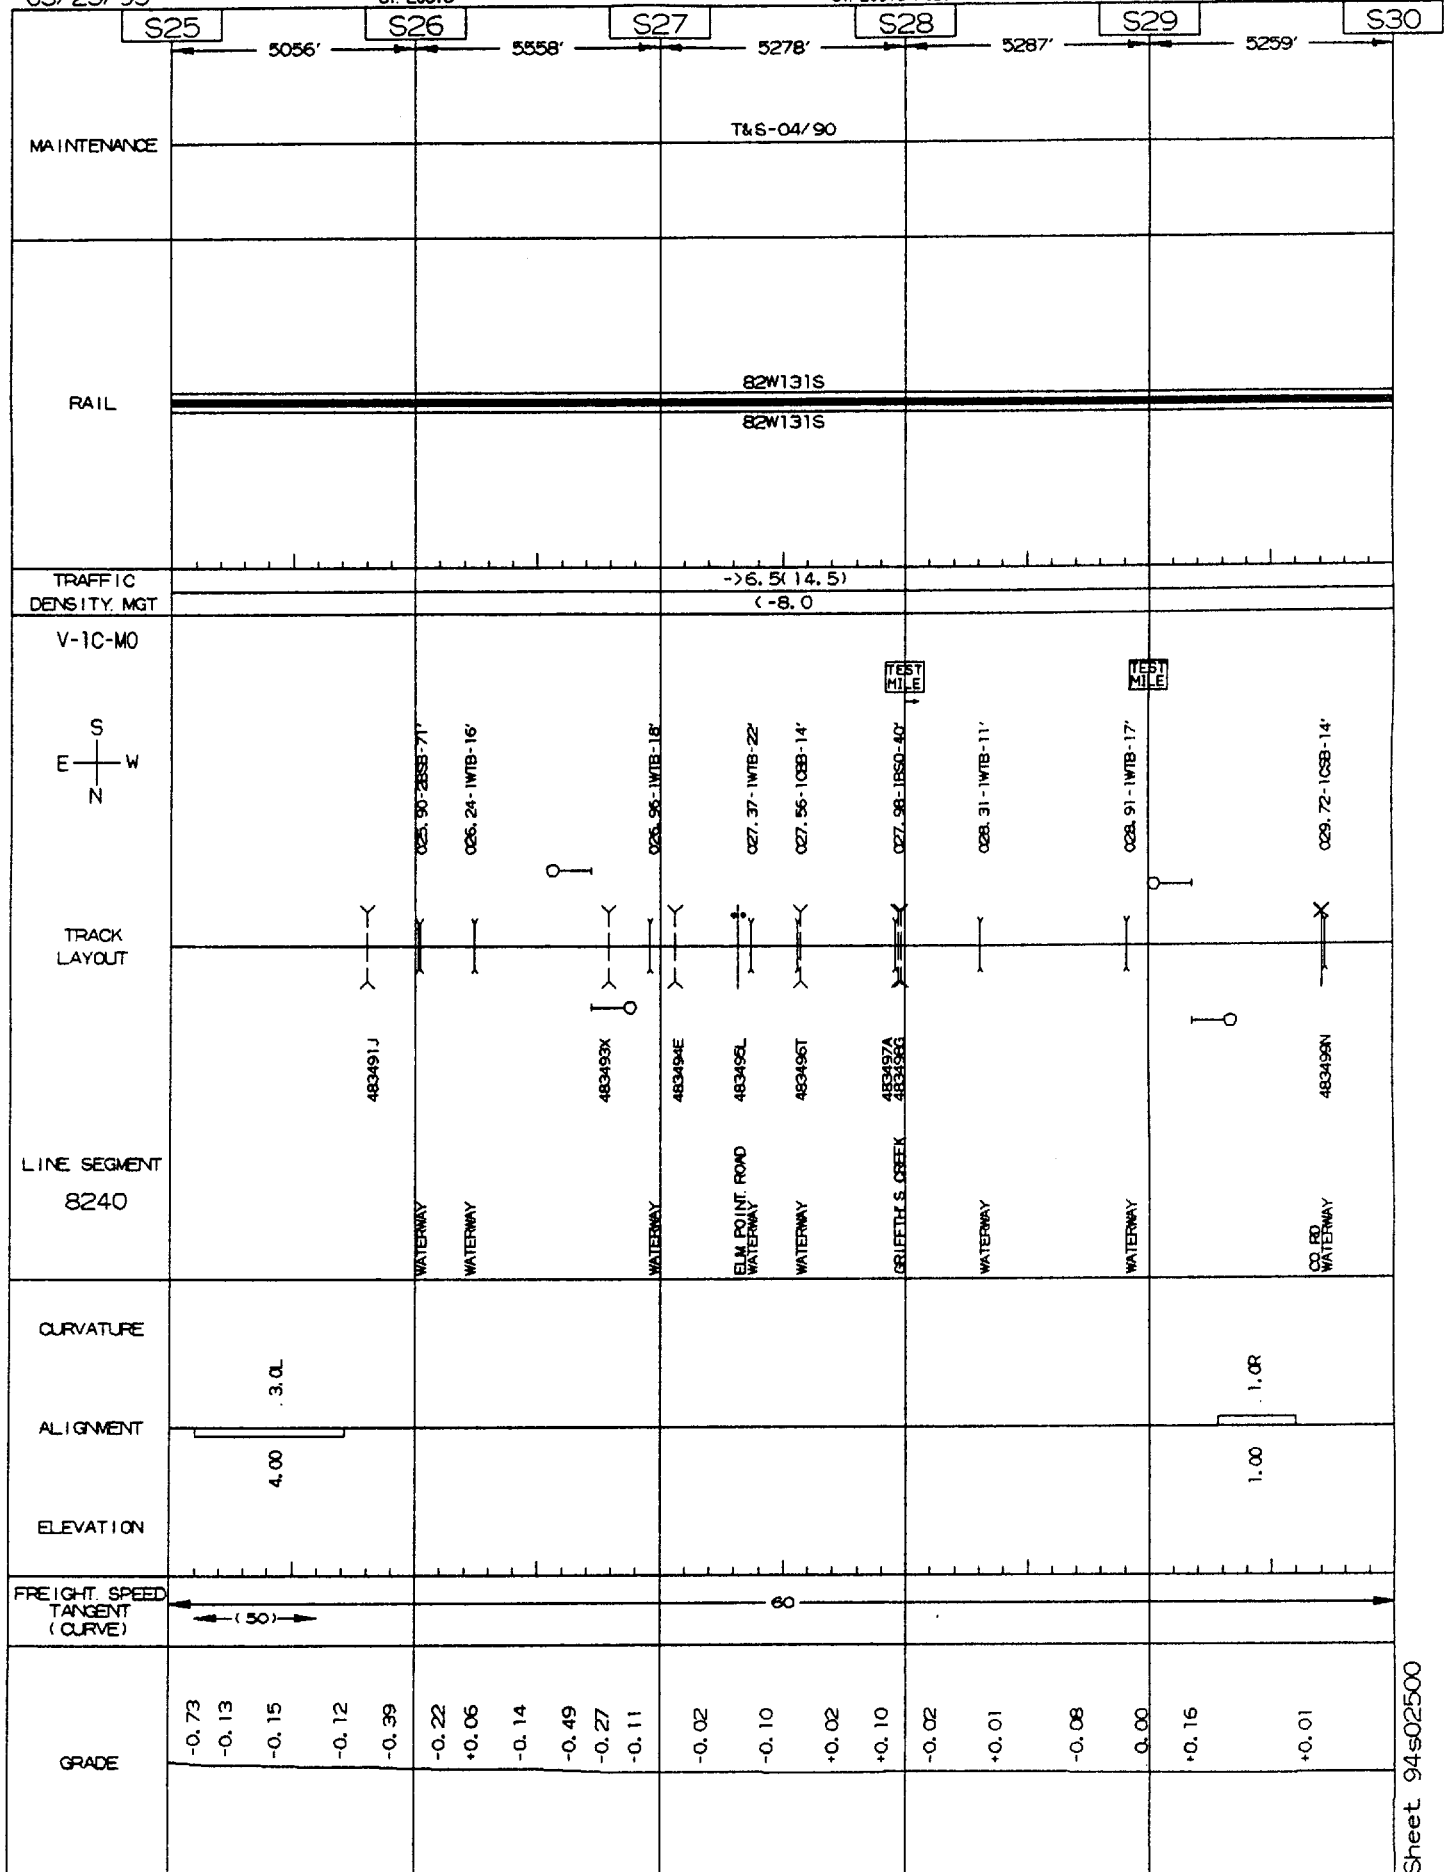 S25 S26 S27 S28 S29 S30
5056' 5558' 5278' 5287' 5259'
MAINTENANCE
T&S-04/90
RAIL
82W131S
82W131S
TRAFFIC
DENSITY. MGT
->6.5(14.5)
(-8.0
V-1C-MO
TEST
MILE
TEST
MILE
S
E W
N
025.90-2BSB-71'
026.24-1WTB-16'
026.96-1WTB-18'
027.37-1WTB-22'
027.56-1CBB-14'
027.98-1BSO-40'
028.31-1WTB-11'
028.91-1WTB-17'
029.72-1CSB-14'
TRACK
LAYOUT
483491J
483493X
483494E
483495L
483496T
483497A
483498G
483499N
LINE SEGMENT
8240
WATERWAY
WATERWAY
WATERWAY
ELM POINT. ROAD
WATERWAY
WATERWAY
GRIFFTH'S CREEK
WATERWAY
WATERWAY
CO. RD.
WATERWAY
CURVATURE
3.0L
1.0R
ALIGNMENT
4.00
1.00
ELEVATION
FREIGHT. SPEED
TANGENT
(CURVE)
60
(50)
GRADE
-0.73
-0.13
-0.15
-0.12
-0.39
-0.22
+0.06
-0.14
-0.49
-0.27
-0.11
-0.02
-0.10
+0.02
+0.10
-0.02
+0.01
-0.08
0.00
+0.16
+0.01
Sheet 94s02500